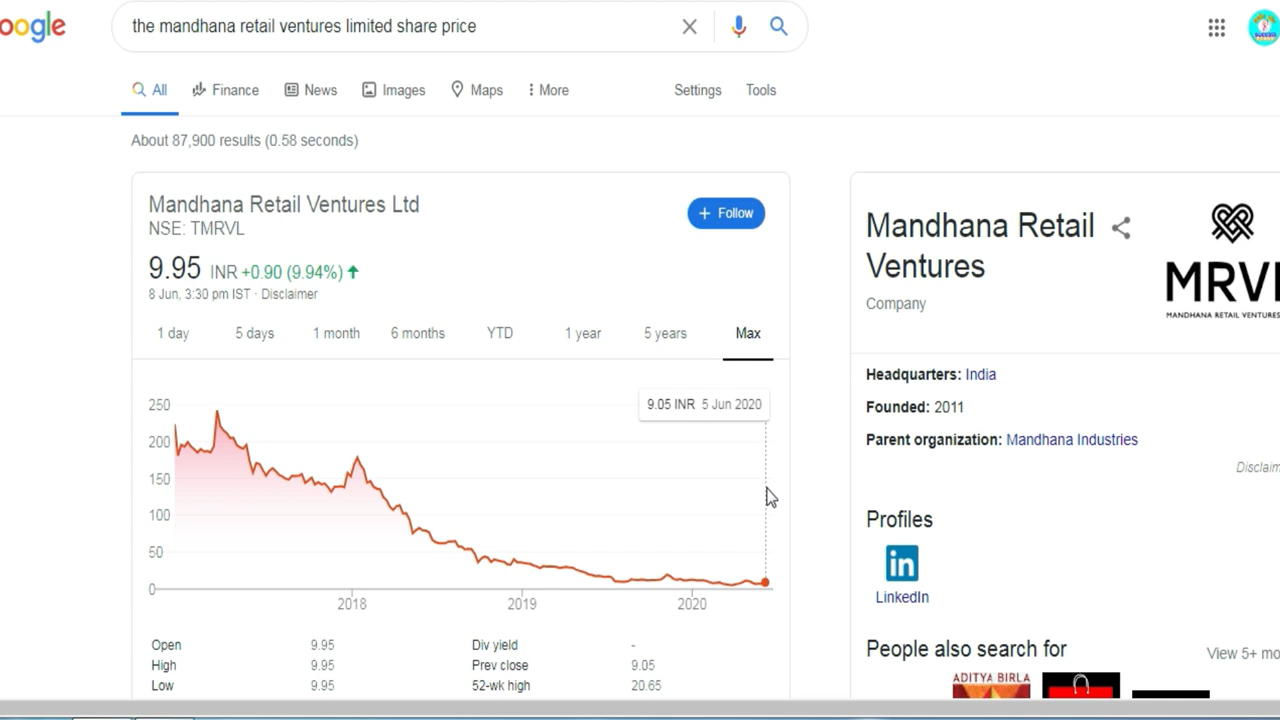 oogle
the mandhana retail ventures limited share price
All Finance News Images Maps More Settings Tools
About 87,900 results (0.58 seconds)
Mandhana Retail Ventures Ltd
NSE: TMRVL
+ Follow
9.95 INR +0.90 (9.94%)
8 Jun, 3:30 pm IST · Disclaimer
1 day 5 days 1 month 6 months YTD 1 year 5 years Max
9.05 INR 5 Jun 2020
250
200
150
100
50
0
2018 2019 2020
Open 9.95 Div yield -
High 9.95 Prev close 9.05
Low 9.95 52-wk high 20.65
Mandhana Retail
Ventures
Company
MRVL
MANDHANA RETAIL VENTURES
Headquarters: India
Founded: 2011
Parent organization: Mandhana Industries
Disclaim
Profiles
in
LinkedIn
People also search for
View 5+ mo
ADITYA BIRLA